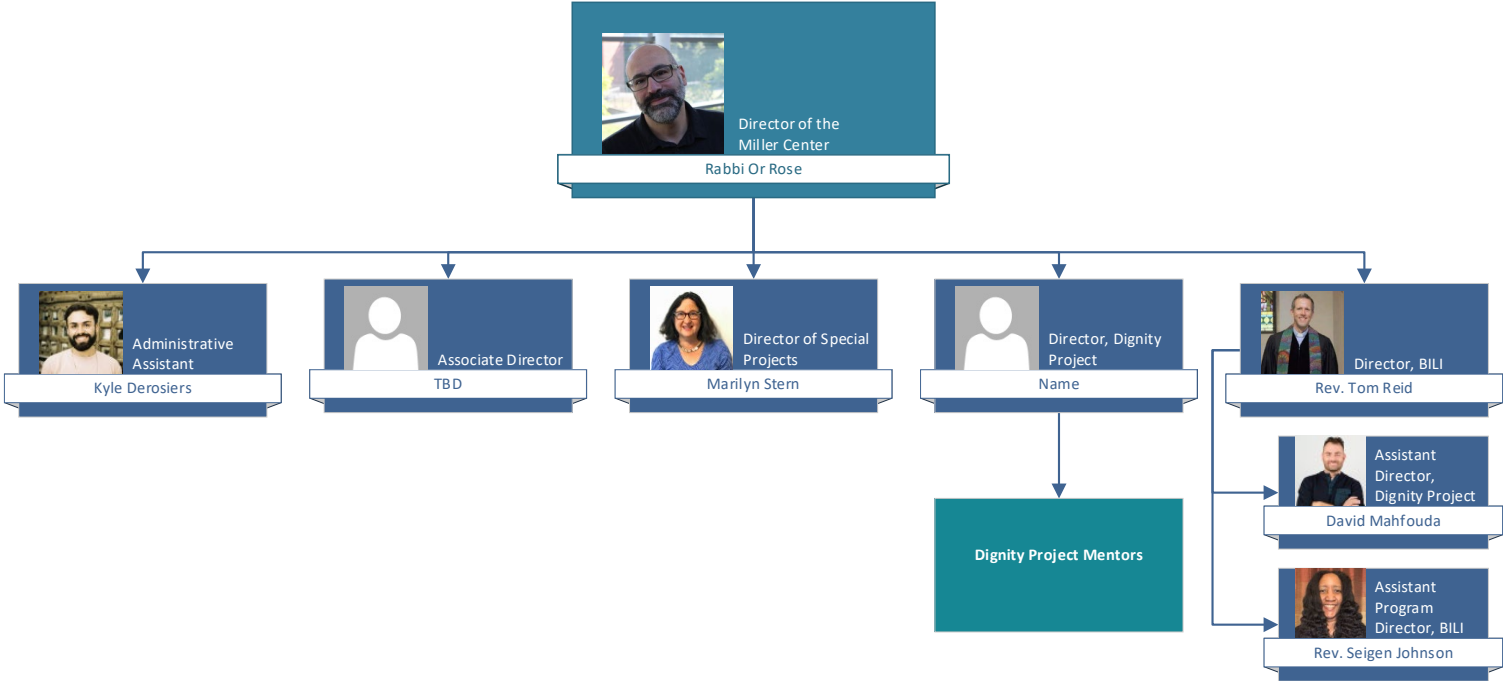 Director of the
Miller Center
Rabbi Or Rose
Administrative
Assistant
Kyle Derosiers
Associate Director
TBD
Director of Special
Projects
Marilyn Stern
Director, Dignity
Project
Name
Director, BILI
Rev. Tom Reid
Assistant
Director,
Dignity Project
David Mahfouda
Dignity Project Mentors
Assistant
Program
Director, BILI
Rev. Seigen Johnson